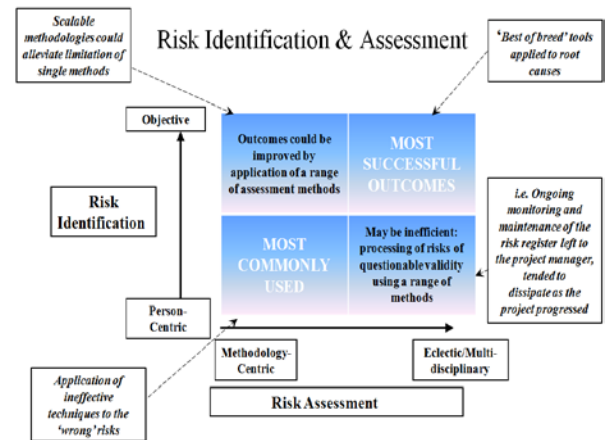 Scalable
methodologies could
alleviate limitation of
single methods
Risk Identification & Assessment
‘Best of breed’ tools
applied to root
causes
Objective
Outcomes could be
improved by
application of a range
of assessment methods
MOST
SUCCESSFUL
OUTCOMES
Risk
Identification
MOST
COMMONLY
USED
May be inefficient:
processing of risks of
questionable validity
using a range of
methods
i.e. Ongoing
monitoring and
maintenance of the
risk register left to
the project manager,
tended to
dissipate as the
project progressed
Person-
Centric
Methodology-
Centric
Eclectic/Multi-
disciplinary
Application of
ineffective
techniques to the
‘wrong’ risks
Risk Assessment